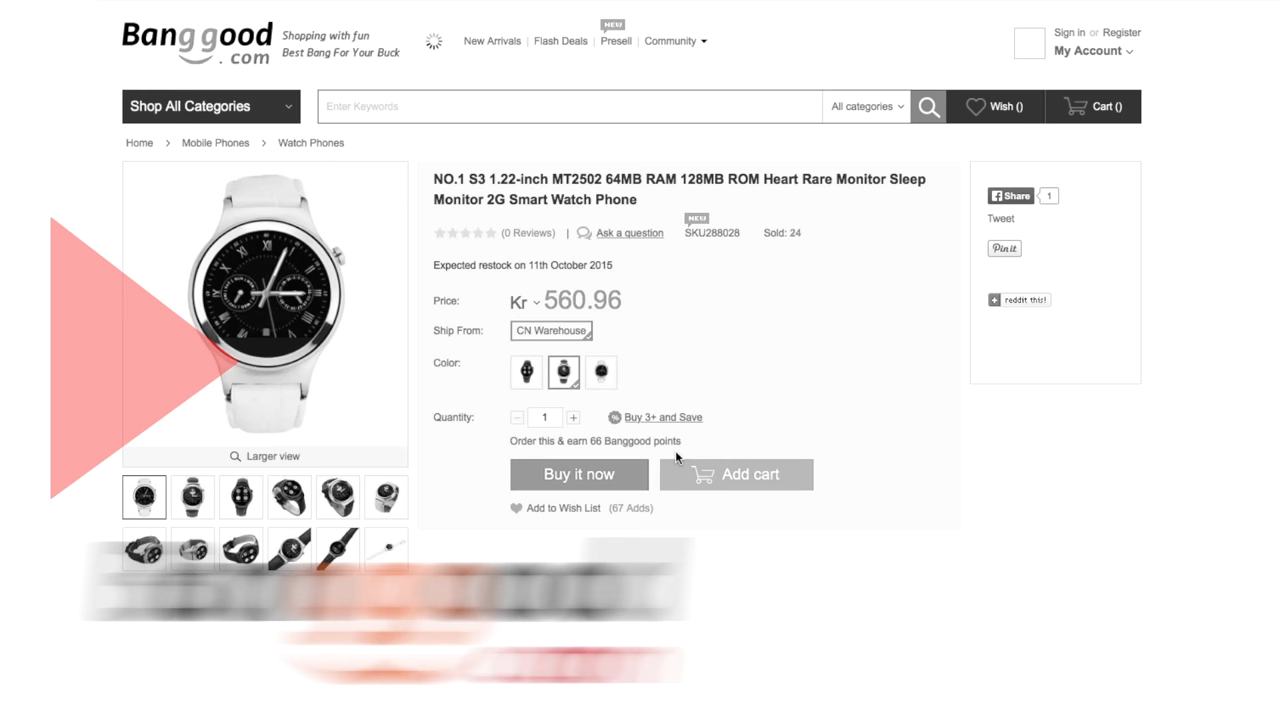 Banggood.com
Shopping with fun
Best Bang For Your Buck
New Arrivals | Flash Deals | Presell | Community
NEW
Sign in or Register
My Account
Shop All Categories
Enter Keywords
All categories
Wish ()
Cart ()
Home > Mobile Phones > Watch Phones
NO.1 S3 1.22-inch MT2502 64MB RAM 128MB ROM Heart Rare Monitor Sleep
Monitor 2G Smart Watch Phone
NEW
(0 Reviews) | Ask a question SKU288028 Sold: 24
Expected restock on 11th October 2015
Price: Kr 560.96
Ship From: CN Warehouse
Color:
Quantity: - 1 + Buy 3+ and Save
Order this & earn 66 Banggood points
Buy it now
Add cart
Add to Wish List (67 Adds)
Larger view
Share 1
Tweet
Pin it
reddit this!